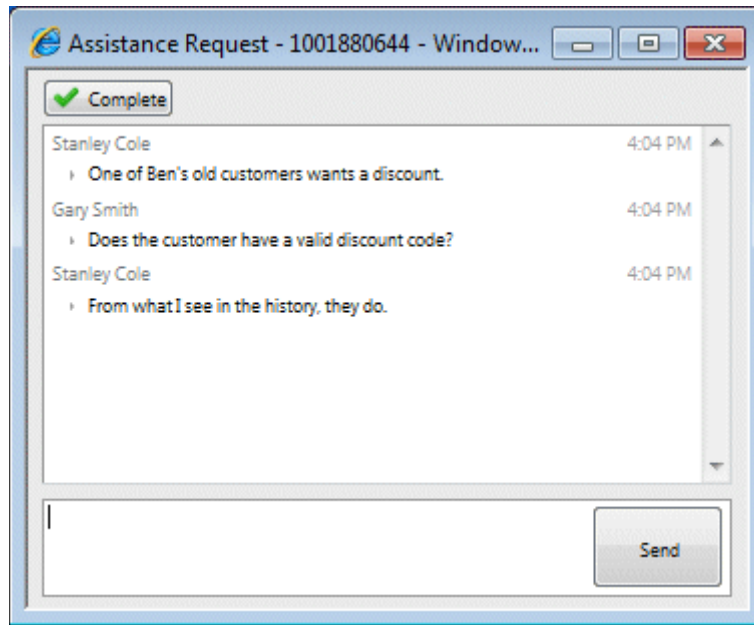 Assistance Request - 1001880644 - Window...
Complete
Stanley Cole 4:04 PM
One of Ben's old customers wants a discount.
Gary Smith 4:04 PM
Does the customer have a valid discount code?
Stanley Cole 4:04 PM
From what I see in the history, they do.
Send